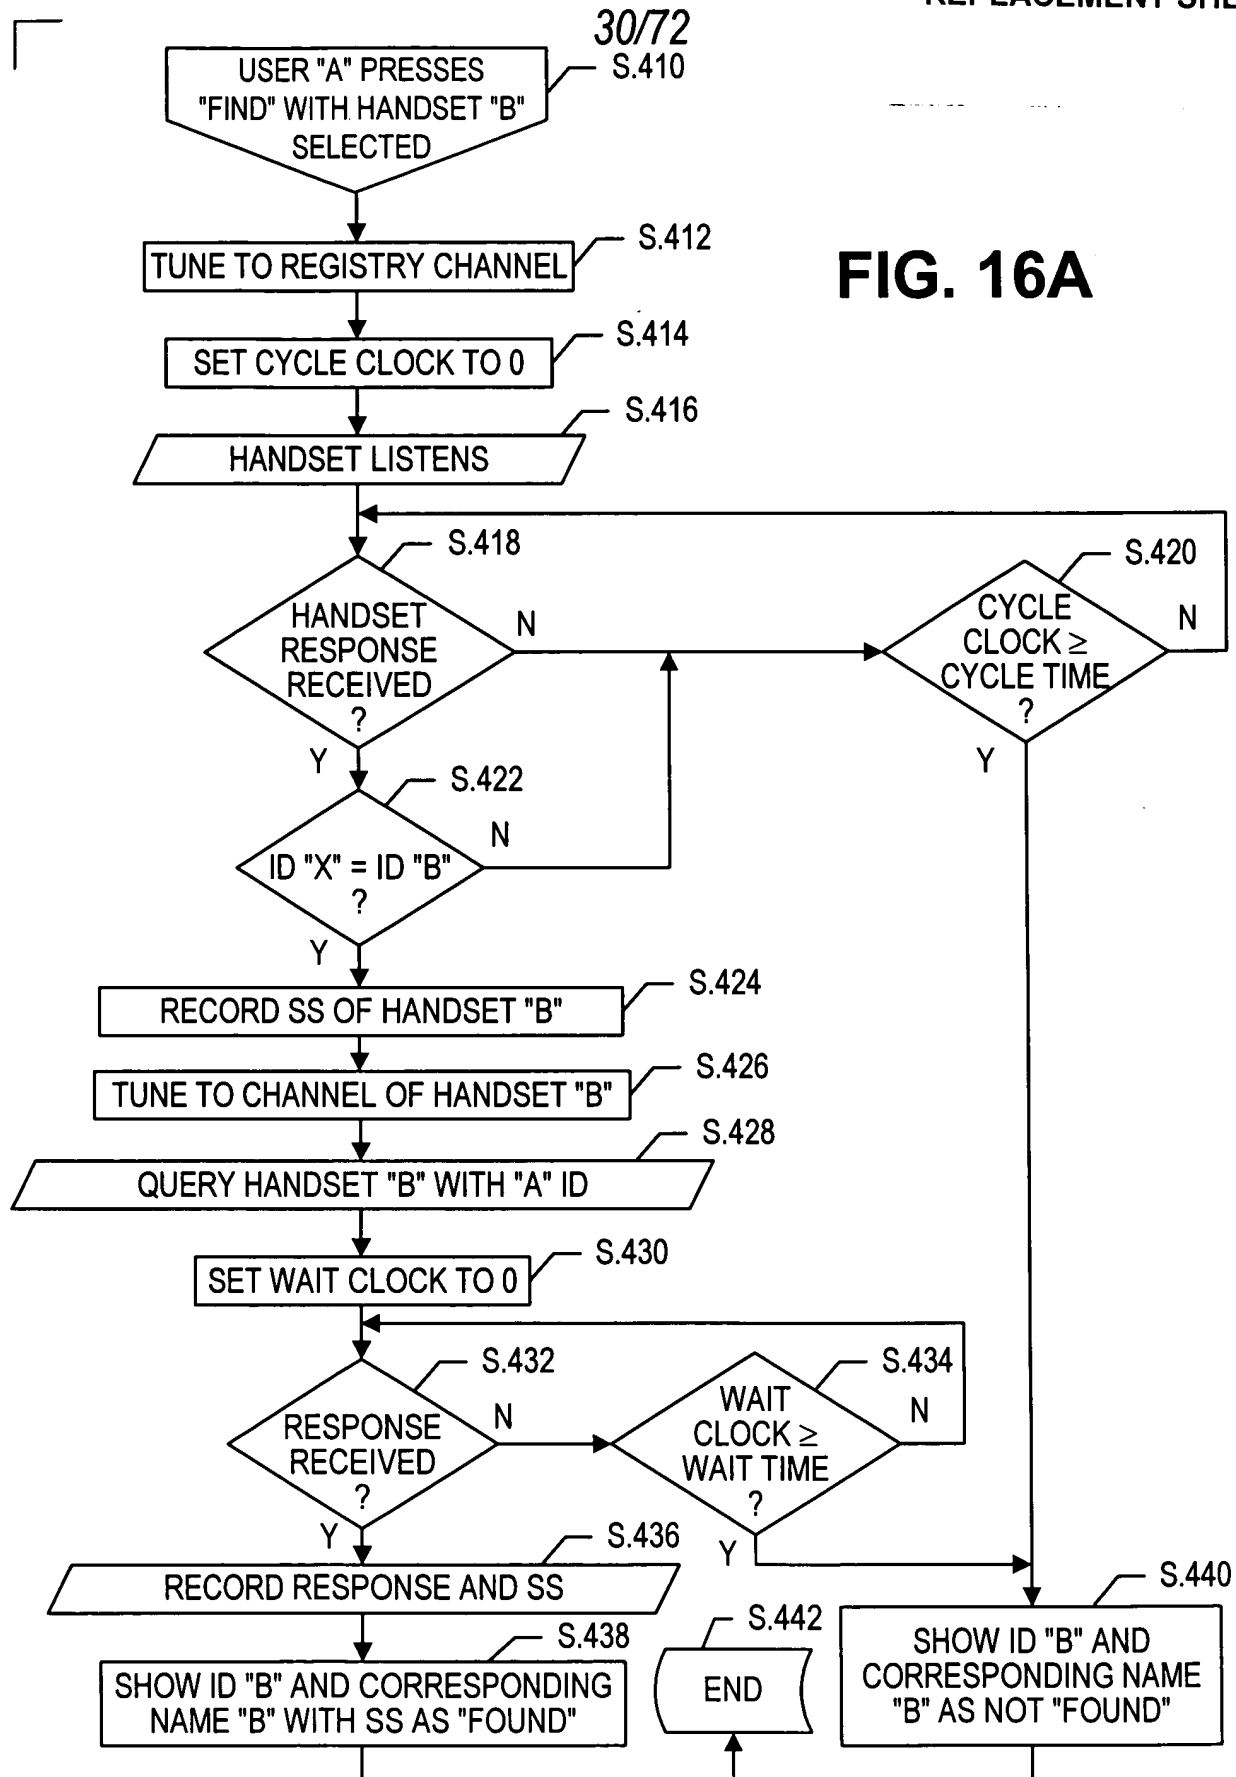 REPLACEMENT
30/72
USER "A" PRESSES
"FIND" WITH HANDSET "B"
SELECTED
S.410
TUNE TO REGISTRY CHANNEL
S.412
FIG. 16A
SET CYCLE CLOCK TO 0
S.414
HANDSET LISTENS
S.416
HANDSET
RESPONSE
RECEIVED
?
S.418
N
Y
CYCLE
CLOCK ≥
CYCLE TIME
?
S.420
N
Y
ID "X" = ID "B"
?
S.422
N
Y
RECORD SS OF HANDSET "B"
S.424
TUNE TO CHANNEL OF HANDSET "B"
S.426
QUERY HANDSET "B" WITH "A" ID
S.428
SET WAIT CLOCK TO 0
S.430
RESPONSE
RECEIVED
?
S.432
N
Y
WAIT
CLOCK ≥
WAIT TIME
?
S.434
N
Y
RECORD RESPONSE AND SS
S.436
SHOW ID "B" AND CORRESPONDING
NAME "B" WITH SS AS "FOUND"
S.438
END
S.442
SHOW ID "B" AND
CORRESPONDING NAME
"B" AS NOT "FOUND"
S.440